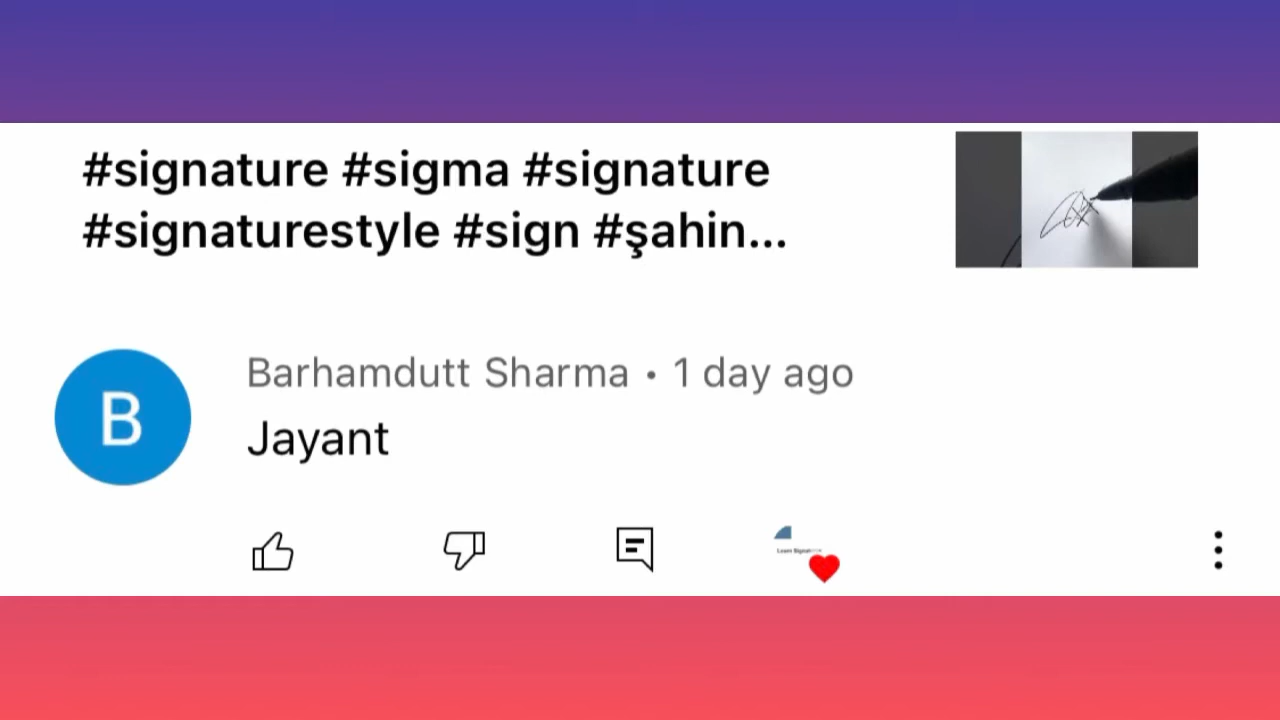 #signature #sigma #signature
#signaturestyle #sign #şahin...
Barhamdutt Sharma • 1 day ago
B
Jayant